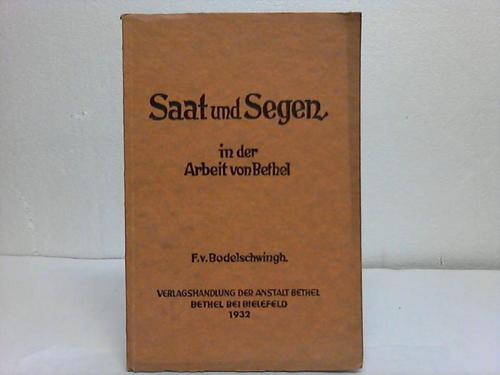 Saat und Segen
in der
Arbeit von Bethel
F. v. Bodelschwingh.
VERLAGSHANDLUNG DER ANSTALT BETHEL
BETHEL BEI BIELEFELD
1932